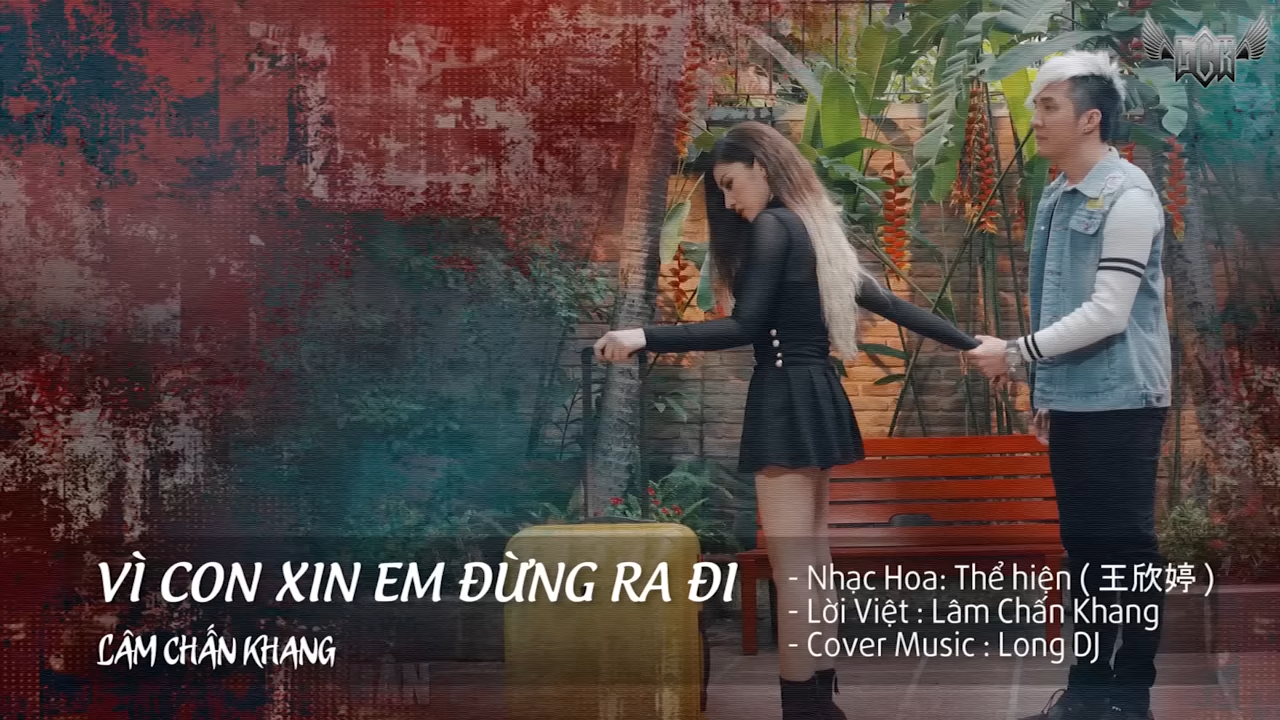 LCK
VÌ CON XIN EM ĐỪNG RA ĐI
LÂM CHẤN KHANG
- Nhạc Hoa: Thể hiện ( 王欣婷 )
- Lời Việt : Lâm Chấn Khang
- Cover Music : Long DJ